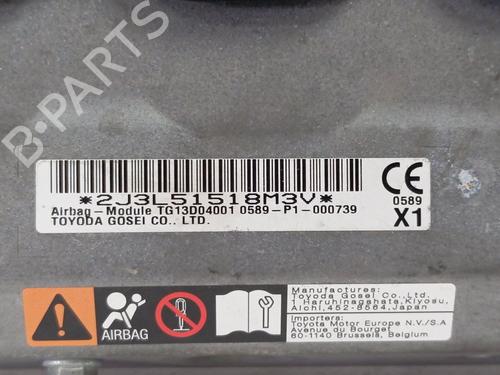 B-PARTS
*2J3L51518M3V*
Airbag-Module TG13D04001 0589-P1-000739
TOYODA GOSEI CO., LTD.
CE
0589
X1
AIRBAG
Manufactures:
Toyoda Gosei Co.,Ltd.
1 Haruhinagahata,Kiyosu,
Aichi,452-8564,Japan
Importers:
Toyota Motor Europe N.V./S.A
Avenue du Bourget
60-1140 Brussels, Belgium